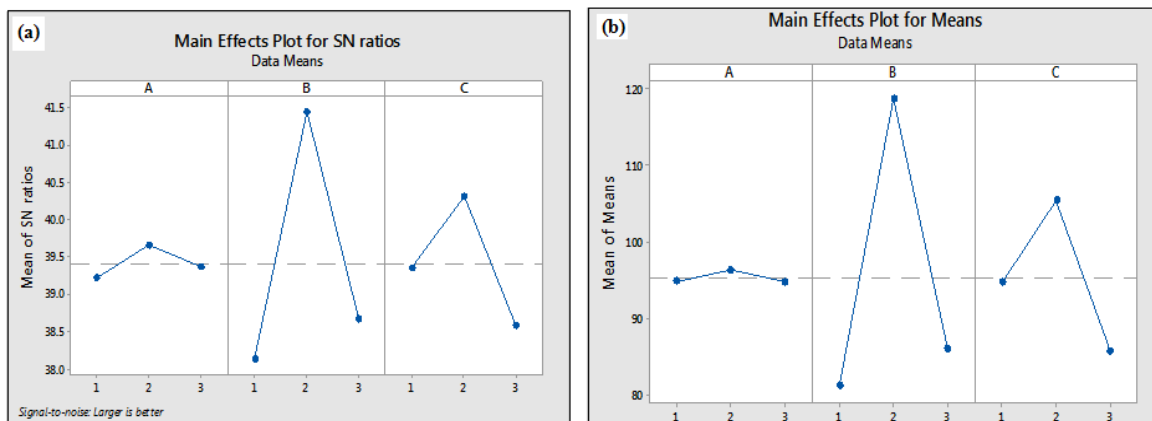 (a)
Main Effects Plot for SN ratios
Data Means
A B C
Mean of SN ratios
41.5
41.0
40.5
40.0
39.5
39.0
38.5
38.0
1 2 3 1 2 3 1 2 3
Signal-to-noise: Larger is better
(b)
Main Effects Plot for Means
Data Means
A B C
Mean of Means
120
110
100
90
80
1 2 3 1 2 3 1 2 3